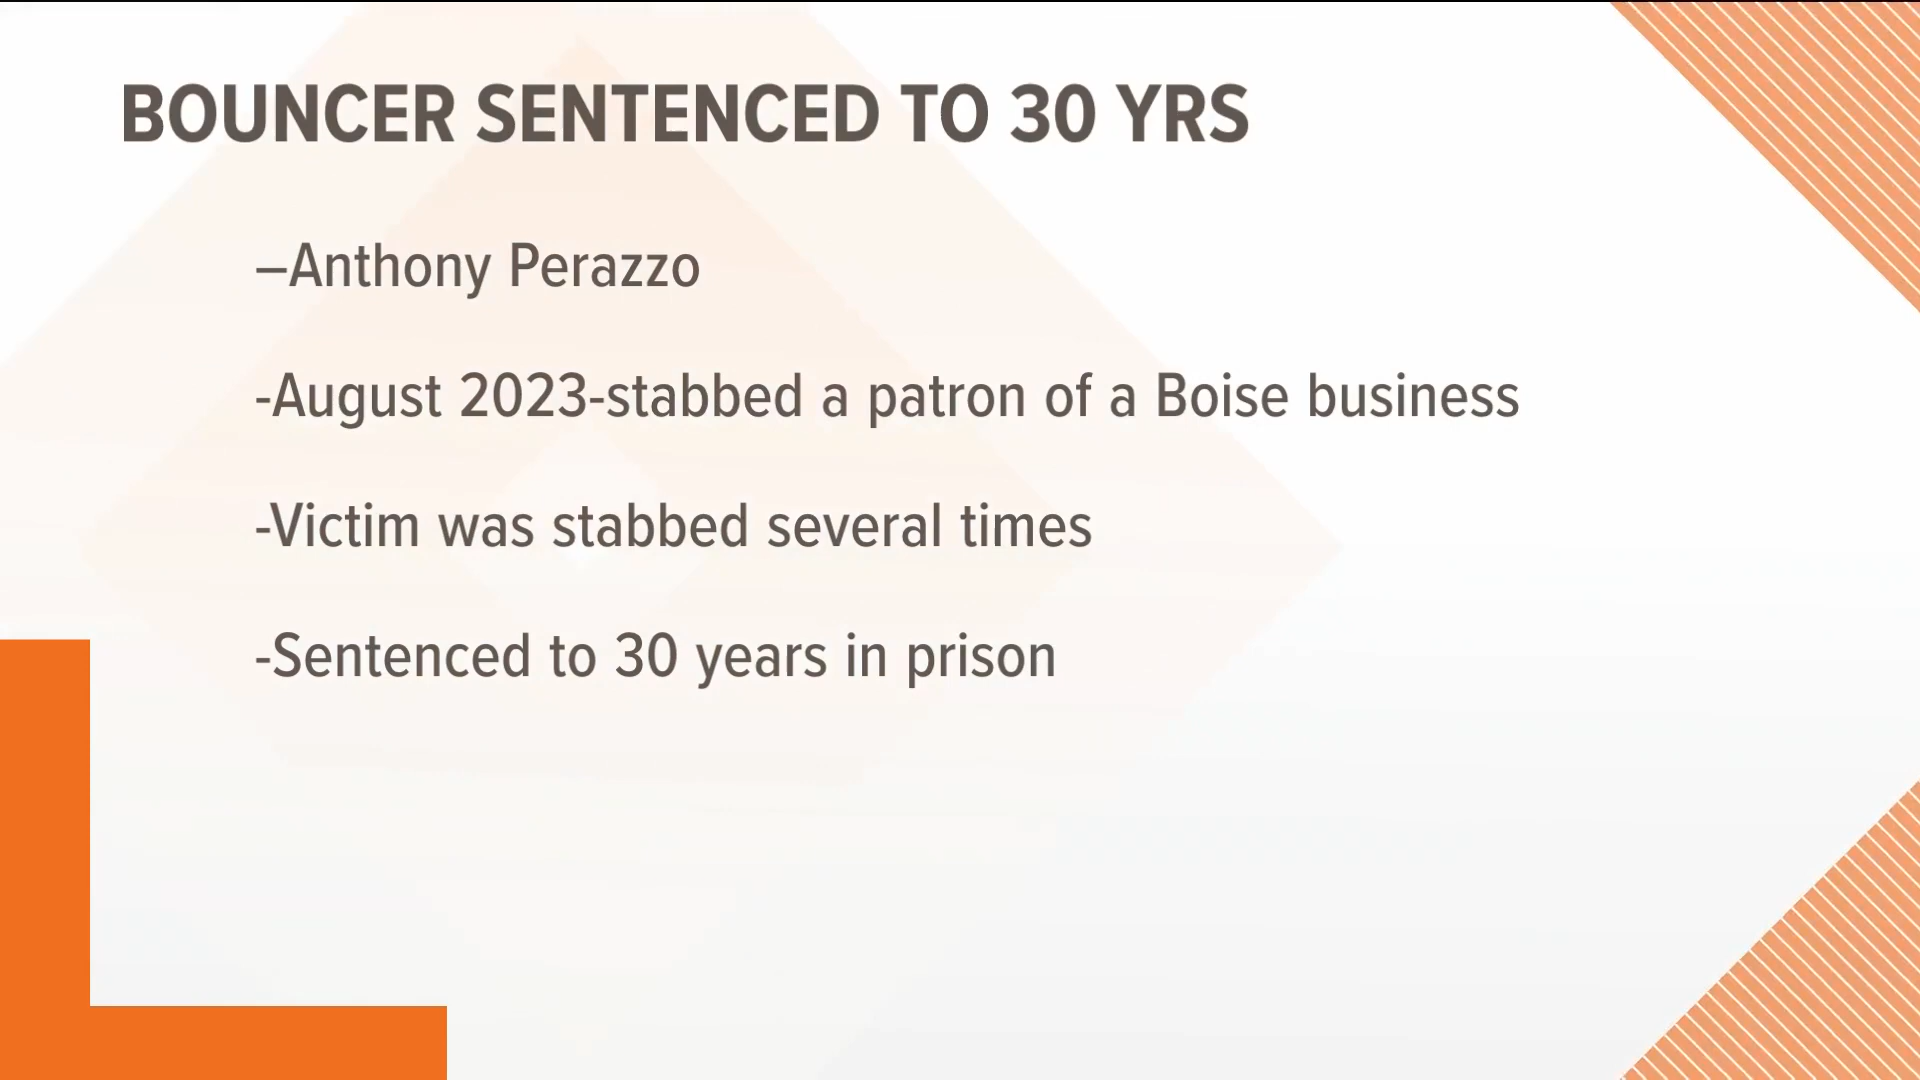 BOUNCER SENTENCED TO 30 YRS
–Anthony Perazzo
-August 2023-stabbed a patron of a Boise business
-Victim was stabbed several times
-Sentenced to 30 years in prison